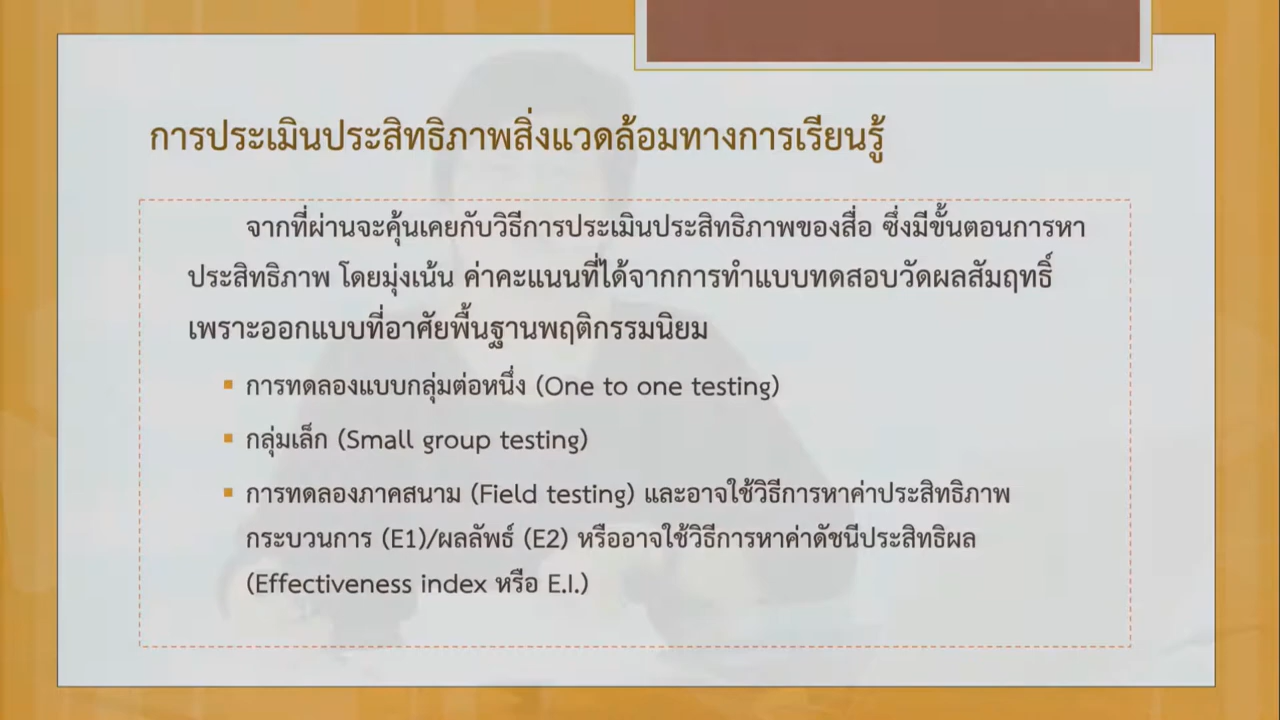 การประเมินประสิทธิภาพสิ่งแวดล้อมทางการเรียนรู้
จากที่ผ่านจะคุ้นเคยกับวิธีการประเมินประสิทธิภาพของสื่อ ซึ่งมีขั้นตอนการหา
ประสิทธิภาพ โดยมุ่งเน้น ค่าคะแนนที่ได้จากการทำแบบทดสอบวัดผลสัมฤทธิ์
เพราะออกแบบที่อาศัยพื้นฐานพฤติกรรมนิยม
▪ การทดลองแบบกลุ่มต่อหนึ่ง (One to one testing)
▪ กลุ่มเล็ก (Small group testing)
▪ การทดลองภาคสนาม (Field testing) และอาจใช้วิธีการหาค่าประสิทธิภาพ
กระบวนการ (E1)/ผลลัพธ์ (E2) หรืออาจใช้วิธีการหาค่าดัชนีประสิทธิผล
(Effectiveness index หรือ E.I.)